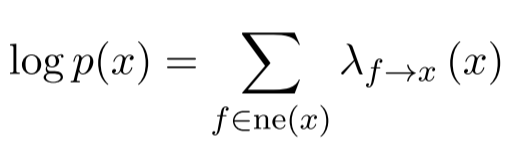 log p(x) = ∑_{f∈ne(x)} λ_{f→x} (x)